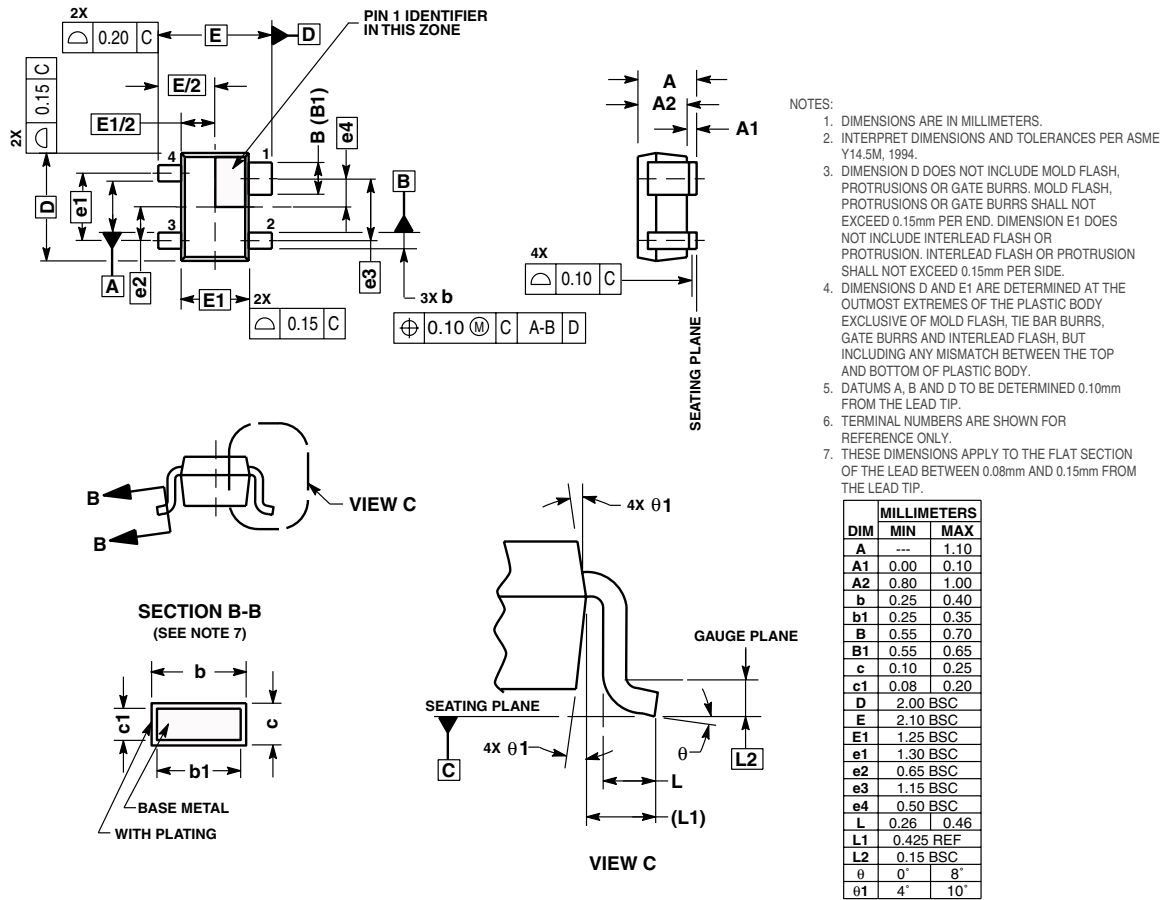 2X
0.20 C
E
D
PIN 1 IDENTIFIER
IN THIS ZONE
2X
0.15 C
E/2
E1/2
B (B1)
e4
4
1
3
2
D
e1
A
e2
E1
B
e3
2X
0.15 C
3X b
0.10 M C A-B D
A
A2
A1
4X
0.10 C
SEATING PLANE
NOTES:
1. DIMENSIONS ARE IN MILLIMETERS.
2. INTERPRET DIMENSIONS AND TOLERANCES PER ASME
Y14.5M, 1994.
3. DIMENSION D DOES NOT INCLUDE MOLD FLASH,
PROTRUSIONS OR GATE BURRS. MOLD FLASH,
PROTRUSIONS OR GATE BURRS SHALL NOT
EXCEED 0.15mm PER END. DIMENSION E1 DOES
NOT INCLUDE INTERLEAD FLASH OR
PROTRUSION. INTERLEAD FLASH OR PROTRUSION
SHALL NOT EXCEED 0.15mm PER SIDE.
4. DIMENSIONS D AND E1 ARE DETERMINED AT THE
OUTMOST EXTREMES OF THE PLASTIC BODY
EXCLUSIVE OF MOLD FLASH, TIE BAR BURRS,
GATE BURRS AND INTERLEAD FLASH, BUT
INCLUDING ANY MISMATCH BETWEEN THE TOP
AND BOTTOM OF PLASTIC BODY.
5. DATUMS A, B AND D TO BE DETERMINED 0.10mm
FROM THE LEAD TIP.
6. TERMINAL NUMBERS ARE SHOWN FOR
REFERENCE ONLY.
7. THESE DIMENSIONS APPLY TO THE FLAT SECTION
OF THE LEAD BETWEEN 0.08mm AND 0.15mm FROM
THE LEAD TIP.
B
B
VIEW C
SECTION B-B
(SEE NOTE 7)
b
c1
c
b1
BASE METAL
WITH PLATING
4X θ1
GAUGE PLANE
SEATING PLANE
C
4X θ1
θ
L2
L
(L1)
VIEW C
MILLIMETERS
DIM MIN MAX
A --- 1.10
A1 0.00 0.10
A2 0.80 1.00
b 0.25 0.40
b1 0.25 0.35
B 0.55 0.70
B1 0.55 0.65
c 0.10 0.25
c1 0.08 0.20
D 2.00 BSC
E 2.10 BSC
E1 1.25 BSC
e1 1.30 BSC
e2 0.65 BSC
e3 1.15 BSC
e4 0.50 BSC
L 0.26 0.46
L1 0.425 REF
L2 0.15 BSC
θ 0° 8°
θ1 4° 10°